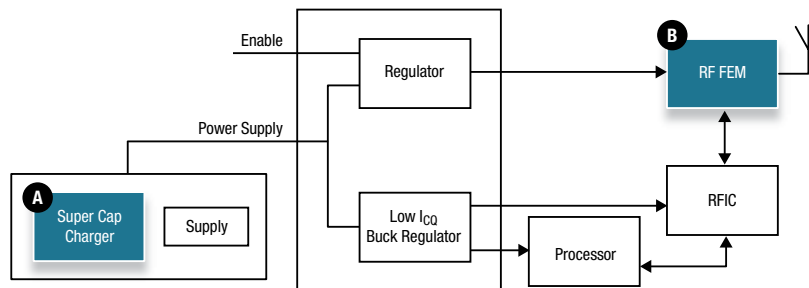 Enable
Regulator
B
RF FEM
Power Supply
A
Super Cap
Charger
Supply
Low ICQ
Buck Regulator
RFIC
Processor